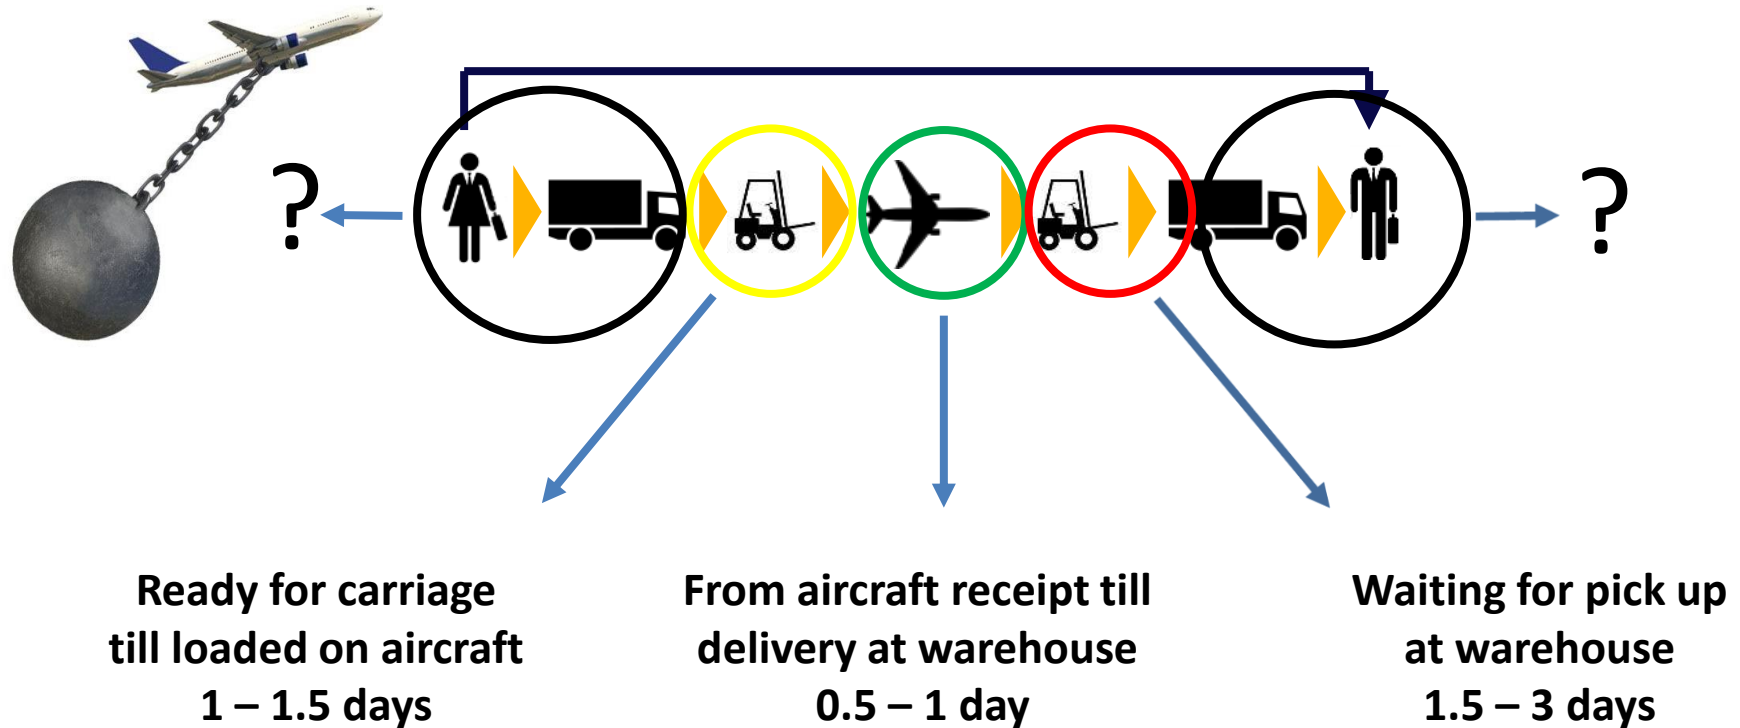 ?
?
Ready for carriage
till loaded on aircraft
1 – 1.5 days
From aircraft receipt till
delivery at warehouse
0.5 – 1 day
Waiting for pick up
at warehouse
1.5 – 3 days